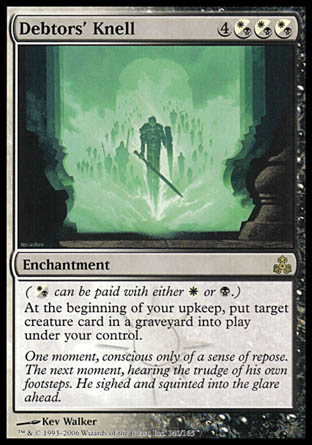 Debtors' Knell 4
Enchantment
( can be paid with either or .)
At the beginning of your upkeep, put target
creature card in a graveyard into play
under your control.
One moment, conscious only of a sense of repose.
The next moment, hearing the trudge of his own
footsteps. He sighed and squinted into the glare
ahead.
Kev Walker
™ & © 1993–2006 Wizards of the Coast, Inc. 141/165